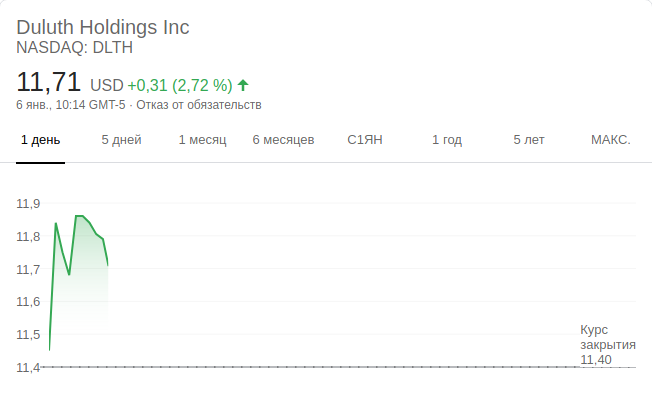 Duluth Holdings Inc
NASDAQ: DLTH
11,71 USD +0,31 (2,72 %)
6 янв., 10:14 GMT-5 · Отказ от обязательств
1 день 5 дней 1 месяц 6 месяцев С1ЯН 1 год 5 лет МАКС.
11,9
11,8
11,7
11,6
11,5
11,4
Курс
закрытия
11,40